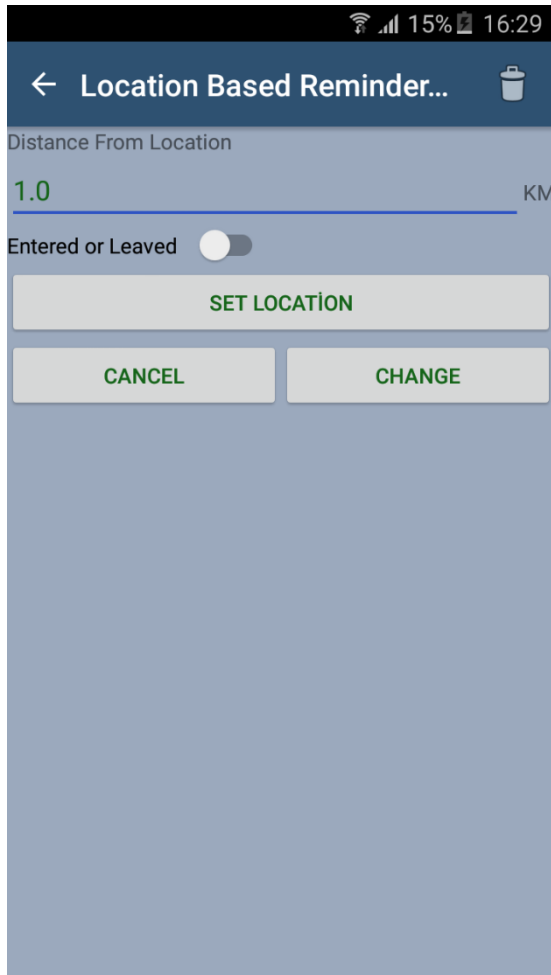 15% 16:29
Location Based Reminder...
Distance From Location
1.0 KM
Entered or Leaved
SET LOCATİON
CANCEL CHANGE